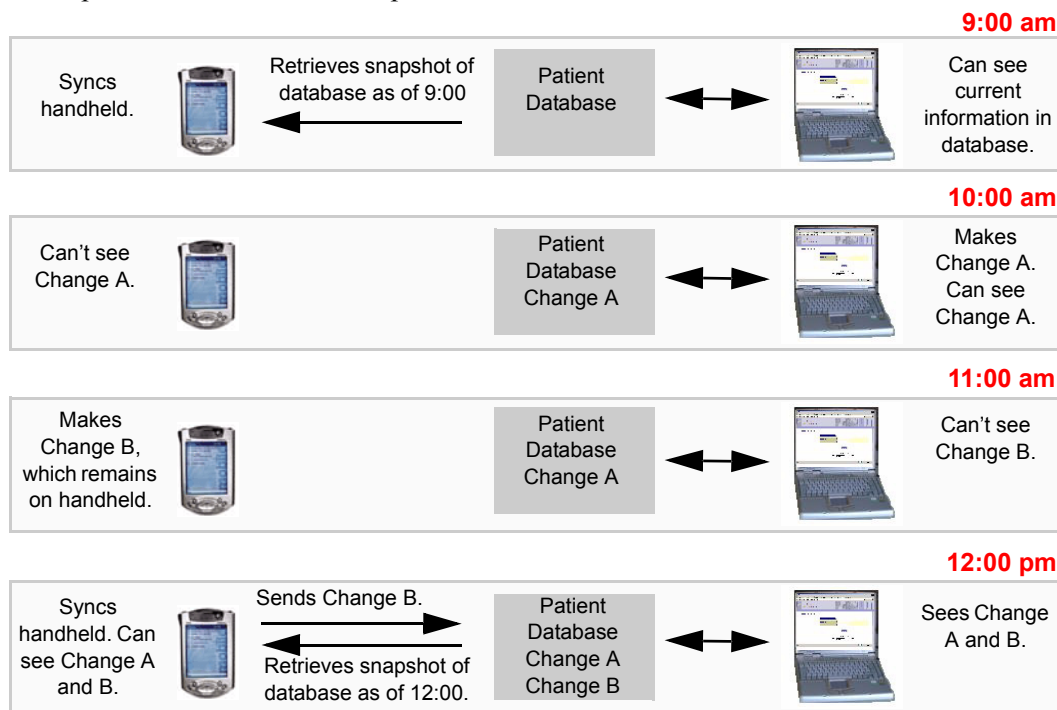 9:00 am
Syncs
handheld.
Retrieves snapshot of
database as of 9:00
Patient
Database
Can see
current
information in
database.
10:00 am
Can't see
Change A.
Patient
Database
Change A
Makes
Change A.
Can see
Change A.
11:00 am
Makes
Change B,
which remains
on handheld.
Patient
Database
Change A
Can't see
Change B.
12:00 pm
Syncs
handheld. Can
see Change A
and B.
Sends Change B.
Retrieves snapshot of
database as of 12:00.
Patient
Database
Change A
Change B
Sees Change
A and B.